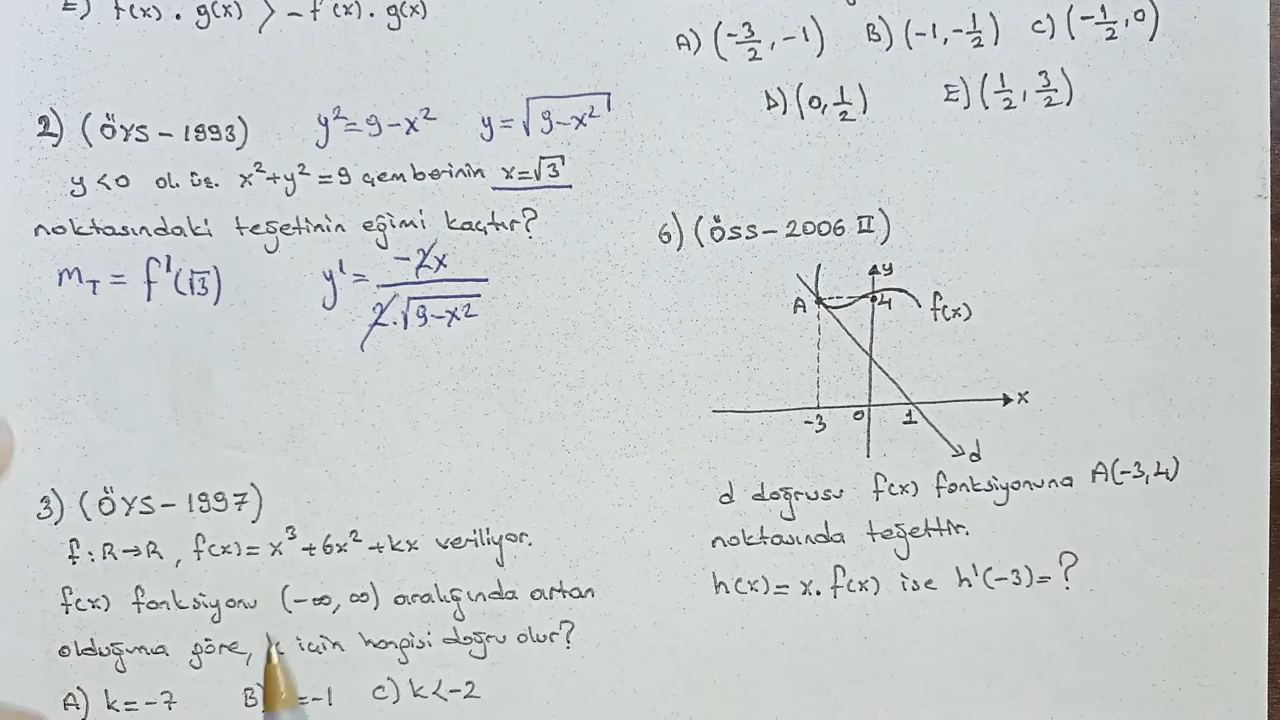 E) f(x) . g(x) > -f'(x) . g(x)
2) (ÖYS - 1993) y²=9-x² y=√(9-x²)
y<0 ol. üz. x²+y²=9 çemberinin x=√3
noktasındaki teğetinin eğimi kaçtır?
m_T = f'(√3) y' = -2x / 2.√(9-x²)
3) (ÖYS - 1997)
f: R→R, f(x)= x³+6x²+kx veriliyor.
f(x) fonksiyonu (-∞, ∞) aralığında artan
olduğuna göre, k için hangisi doğru olur?
A) k=-7 B) =-1 C) k<-2
A) (-3/2, -1) B) (-1, -1/2) C) (-1/2, 0)
D) (0, 1/2) E) (1/2, 3/2)
6) (ÖSS - 2006 II)
y
A 4 f(x)
x
-3 0 1
d
d doğrusu f(x) fonksiyonuna A(-3,4)
noktasında teğettir.
h(x)= x. f(x) ise h'(-3)= ?